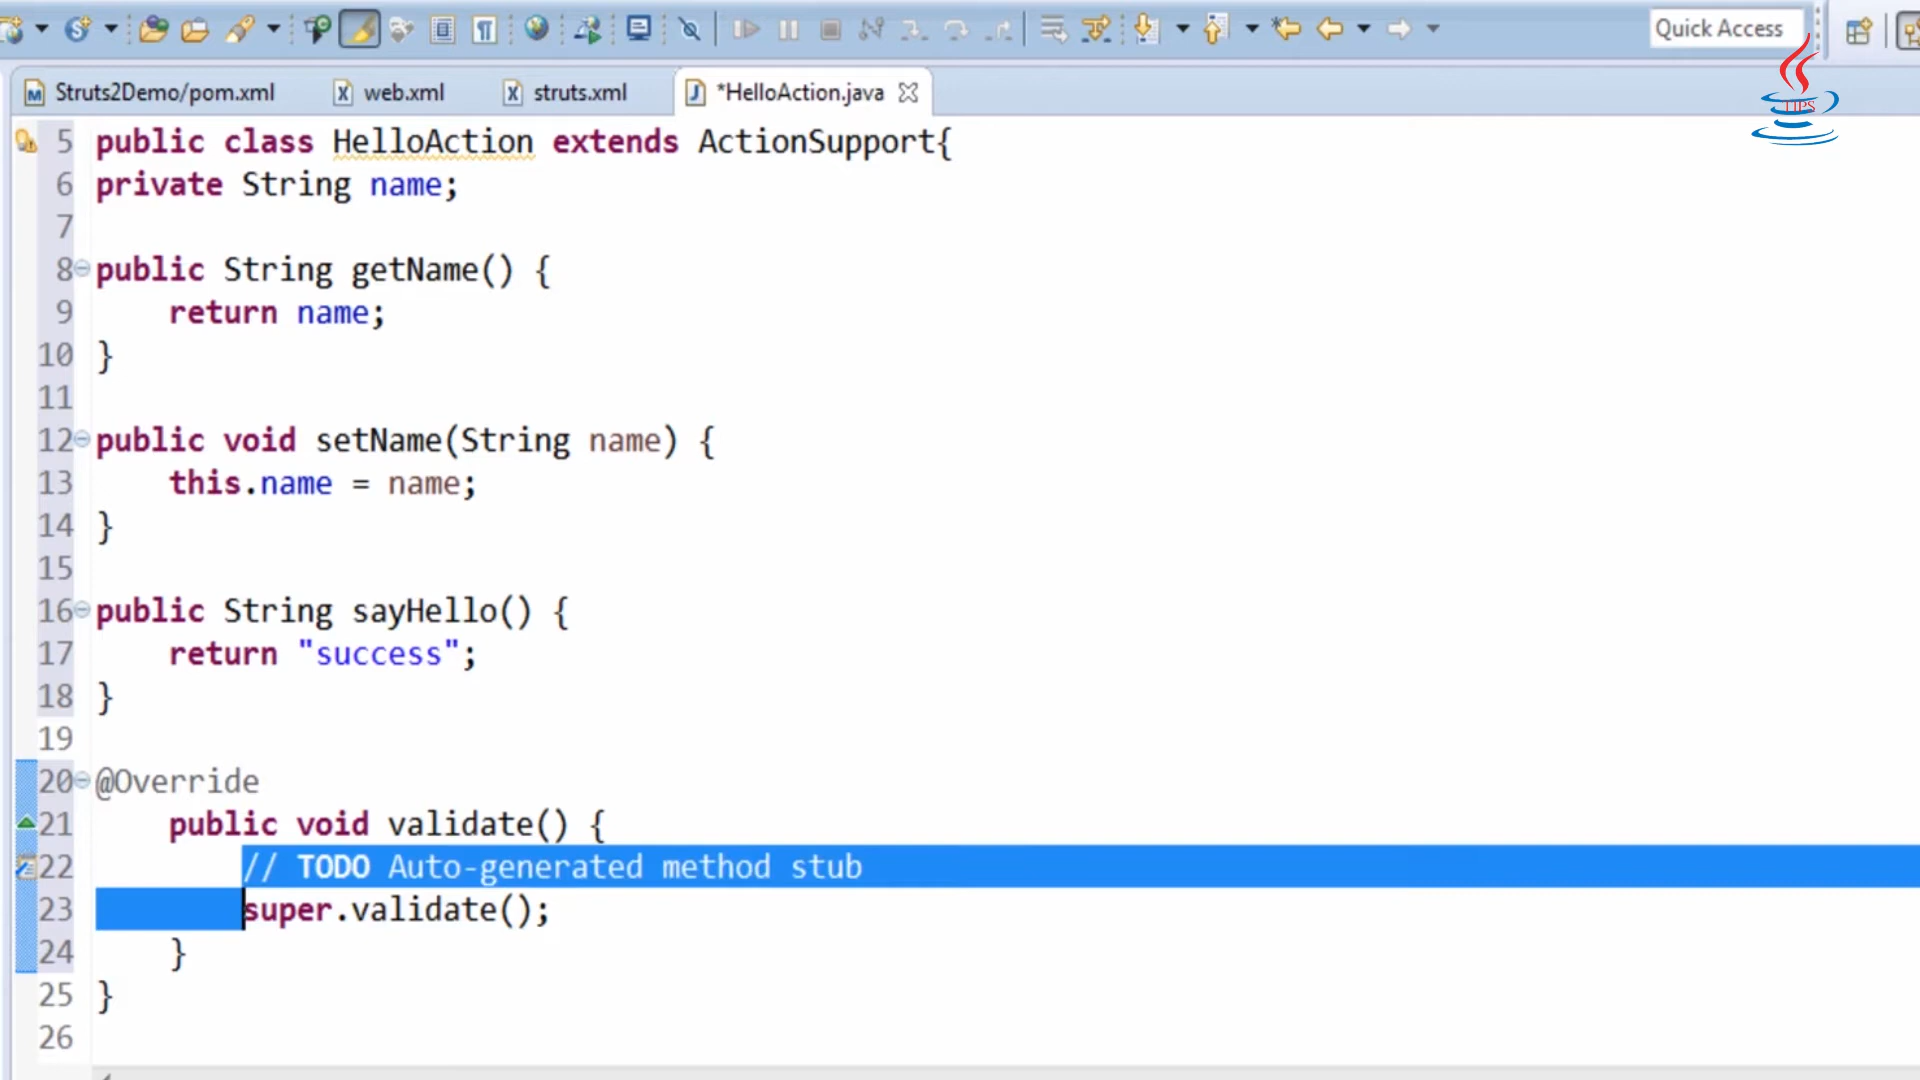 Quick Access
TIPS
Struts2Demo/pom.xml web.xml struts.xml *HelloAction.java
5 public class HelloAction extends ActionSupport{
6 private String name;
7
8 public String getName() {
9 return name;
10 }
11
12 public void setName(String name) {
13 this.name = name;
14 }
15
16 public String sayHello() {
17 return "success";
18 }
19
20 @Override
21 public void validate() {
22 // TODO Auto-generated method stub
23 super.validate();
24 }
25 }
26